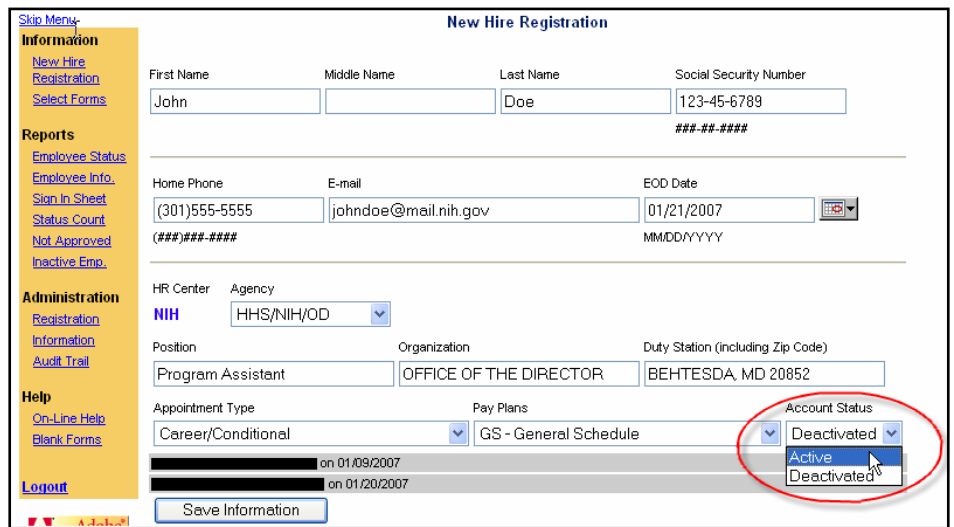 Skip Menu
New Hire Registration
Information
New Hire
Registration
Select Forms
Reports
Employee Status
Employee Info.
Sign In Sheet
Status Count
Not Approved
Inactive Emp.
Administration
Registration
Information
Audit Trail
Help
On-Line Help
Blank Forms
Logout
Adobe®
First Name Middle Name Last Name Social Security Number
John Doe 123-45-6789
###-##-####
Home Phone E-mail EOD Date
(301)555-5555 johndoe@mail.nih.gov 01/21/2007
(###)###-#### MM/DD/YYYY
HR Center Agency
NIH HHS/NIH/OD
Position Organization Duty Station (including Zip Code)
Program Assistant OFFICE OF THE DIRECTOR BEHTESDA, MD 20852
Appointment Type Pay Plans Account Status
Career/Conditional GS - General Schedule Deactivated
Active
Deactivated
on 01/09/2007
on 01/20/2007
Save Information